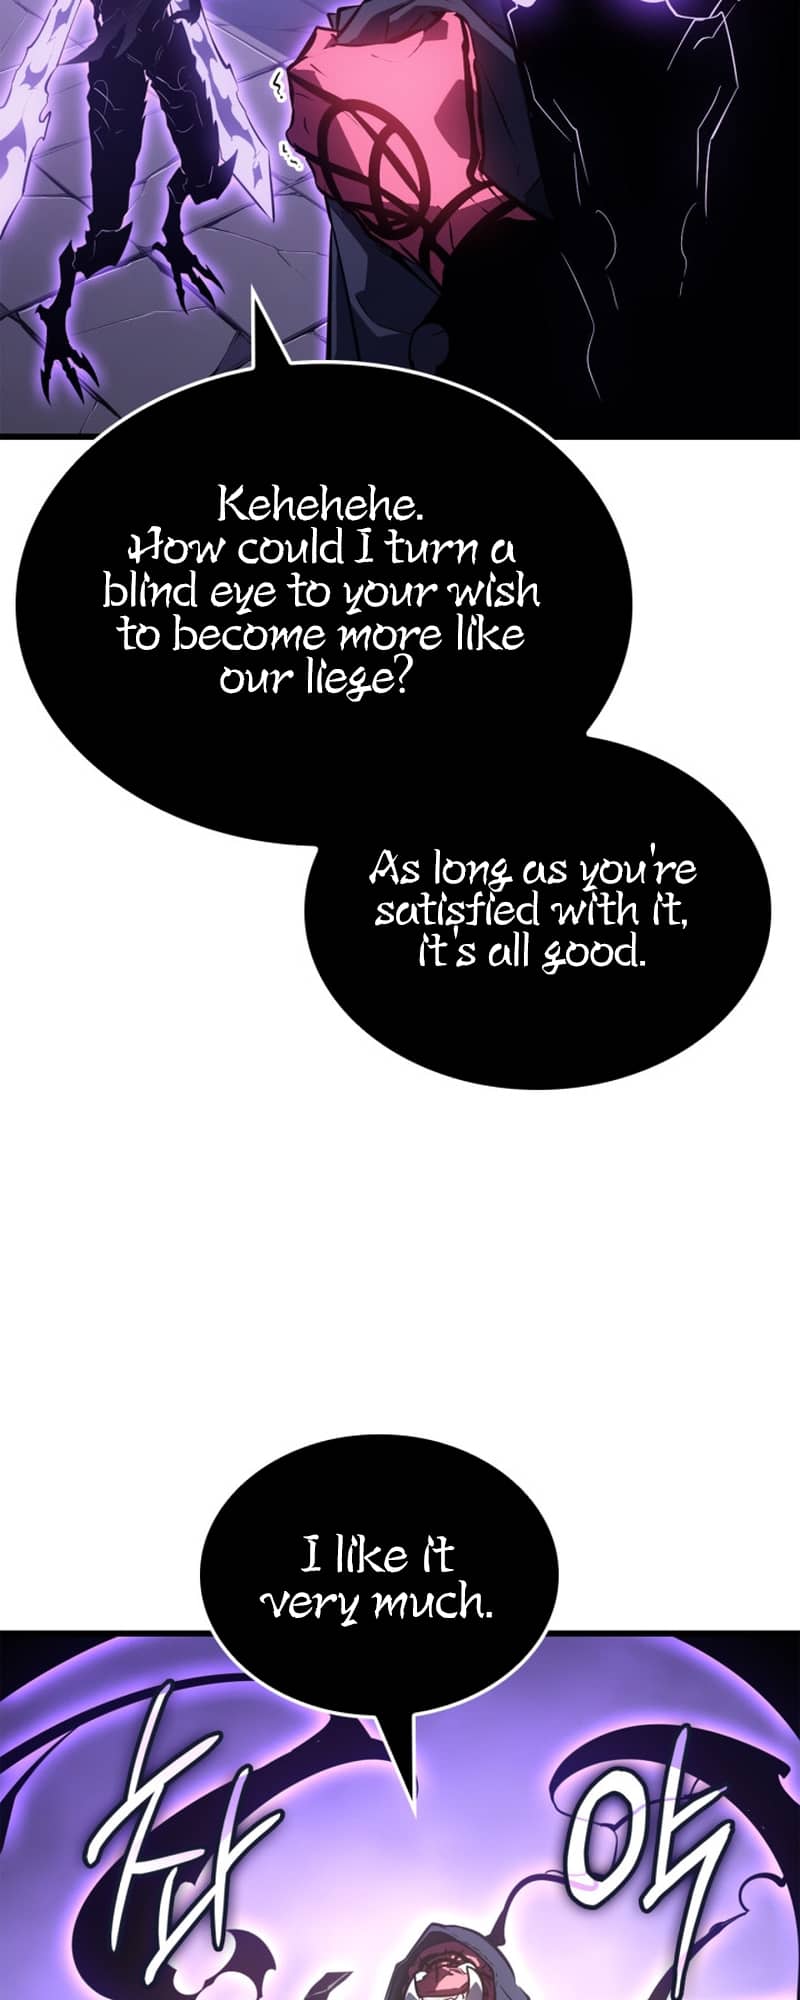 Kehehehe.
How could I turn a
blind eye to your wish
to become more like
our liege?
As long as you're
satisfied with it,
it's all good.
I like it
very much.
촤
악